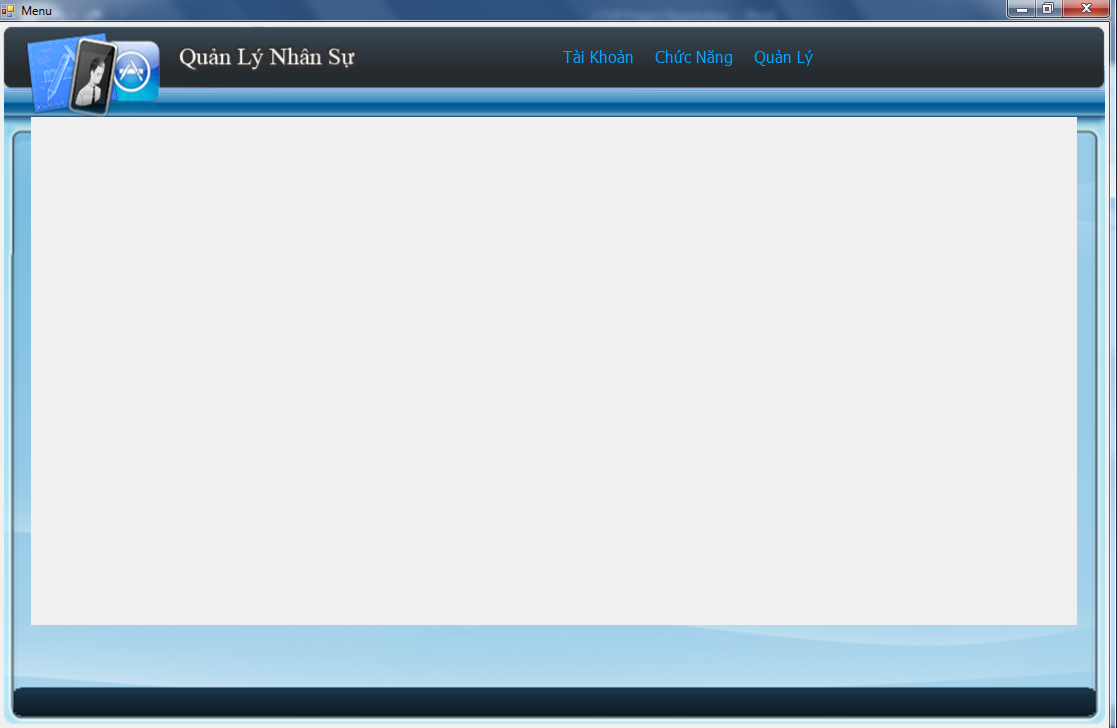 Menu
Quản Lý Nhân Sự
Tài Khoản Chức Năng Quản Lý